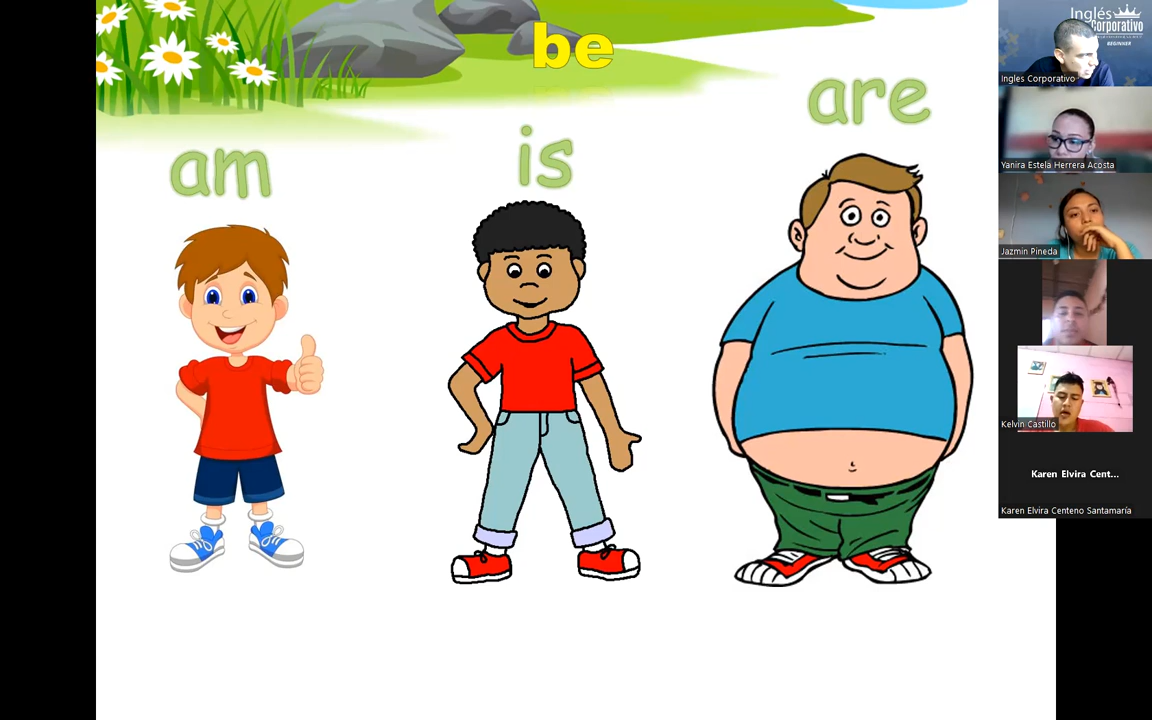 be
am
is
are
Inglés
Corporativo
BEGINNER
Ingles Corporativo
Yanira Estela Herrera Acosta
Jazmin Pineda
Kelvin Castillo
Karen Elvira Cent...
Karen Elvira Centeno Santamaría